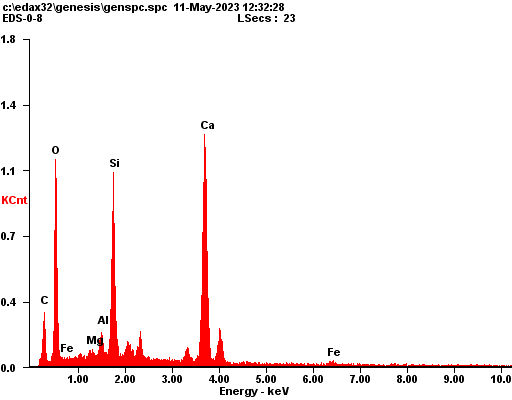 c:\edax32\genesis\genspc.spc 11-May-2023 12:32:28
EDS-0-8 LSecs : 23
1.8
1.4
Ca
O
Si
1.1
KCnt
0.7
C
0.4
Al
Mg
Fe
Fe
0.0
1.00 2.00 3.00 4.00 5.00 6.00 7.00 8.00 9.00 10.0
Energy - keV